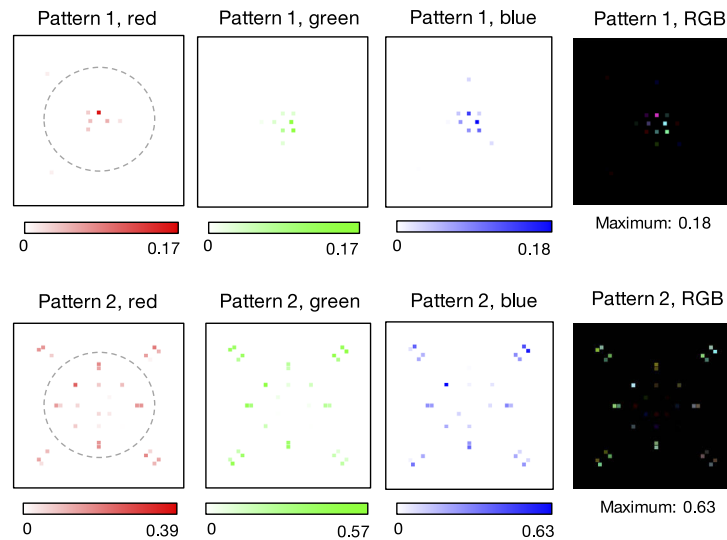 Pattern 1, red
Pattern 1, green
Pattern 1, blue
Pattern 1, RGB
0
0.17
0
0.17
0
0.18
Maximum: 0.18
Pattern 2, red
Pattern 2, green
Pattern 2, blue
Pattern 2, RGB
0
0.39
0
0.57
0
0.63
Maximum: 0.63